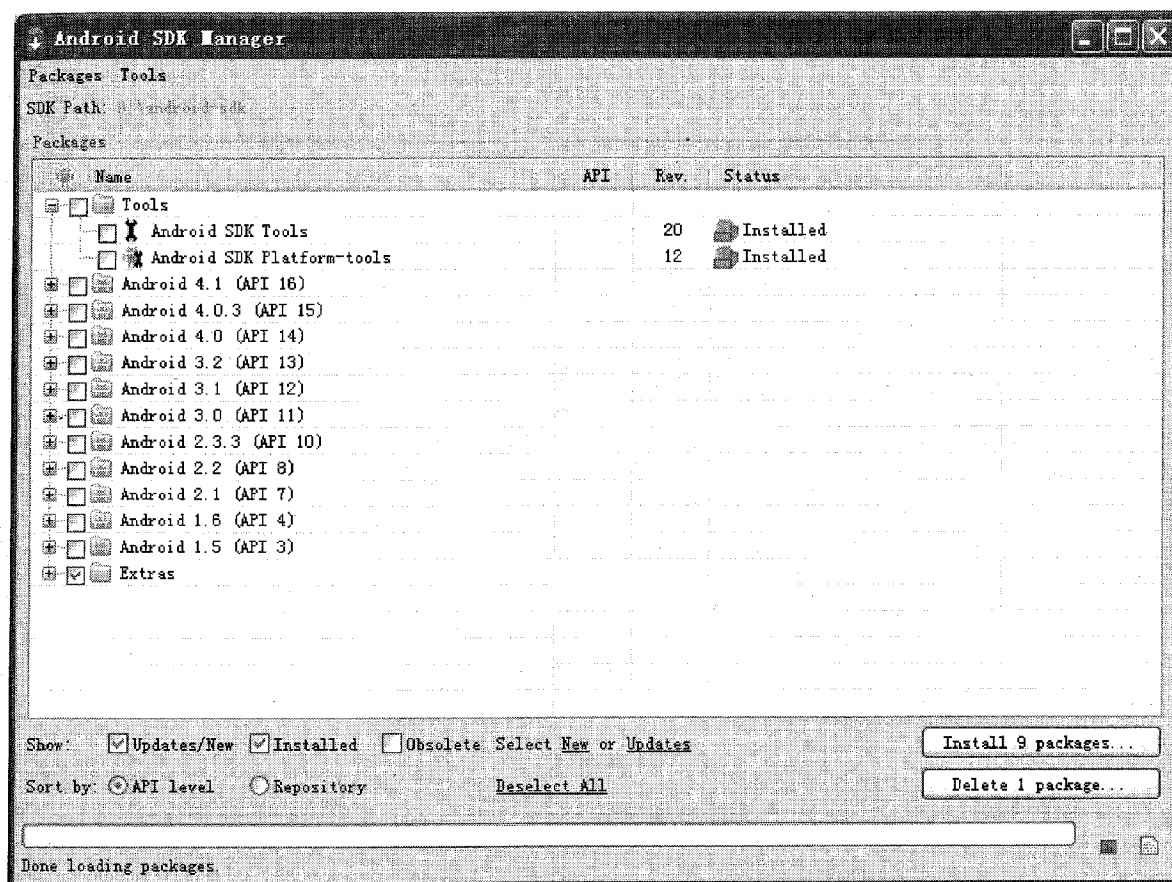 Android SDK Manager
Packages Tools
SDK Path: D:\android-sdk
Packages
Name API Rev. Status
Tools
Android SDK Tools 20 Installed
Android SDK Platform-tools 12 Installed
Android 4.1 (API 16)
Android 4.0.3 (API 15)
Android 4.0 (API 14)
Android 3.2 (API 13)
Android 3.1 (API 12)
Android 3.0 (API 11)
Android 2.3.3 (API 10)
Android 2.2 (API 8)
Android 2.1 (API 7)
Android 1.6 (API 4)
Android 1.5 (API 3)
Extras
Show: Updates/New Installed Obsolete Select New or Updates Install 9 packages...
Sort by: API level Repository Deselect All Delete 1 package...
Done loading packages.